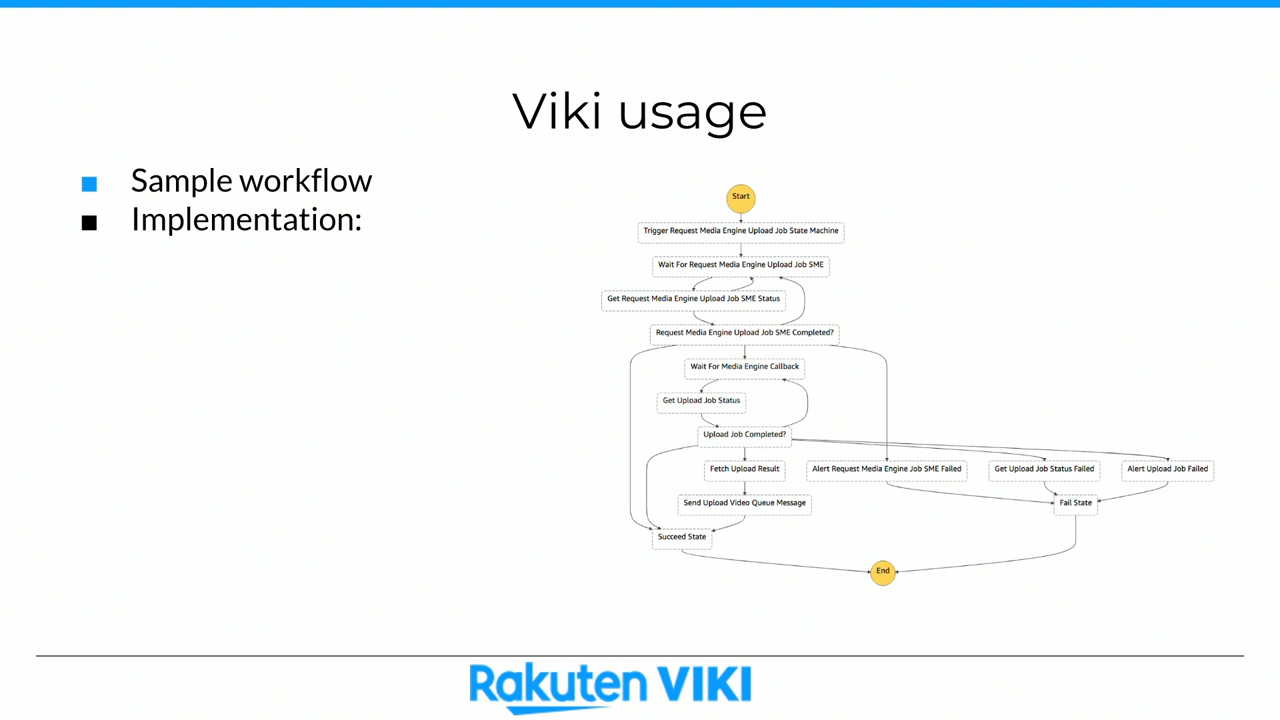 Viki usage
Sample workflow
Implementation:
Start
Trigger Request Media Engine Upload Job State Machine
Wait For Request Media Engine Upload Job SME
Get Request Media Engine Upload Job SME Status
Request Media Engine Upload Job SME Completed?
Wait For Media Engine Callback
Get Upload Job Status
Upload Job Completed?
Fetch Upload Result
Alert Request Media Engine Job SME Failed
Get Upload Job Status Failed
Alert Upload Job Failed
Send Upload Video Queue Message
Fail State
Succeed State
End
Rakuten VIKI